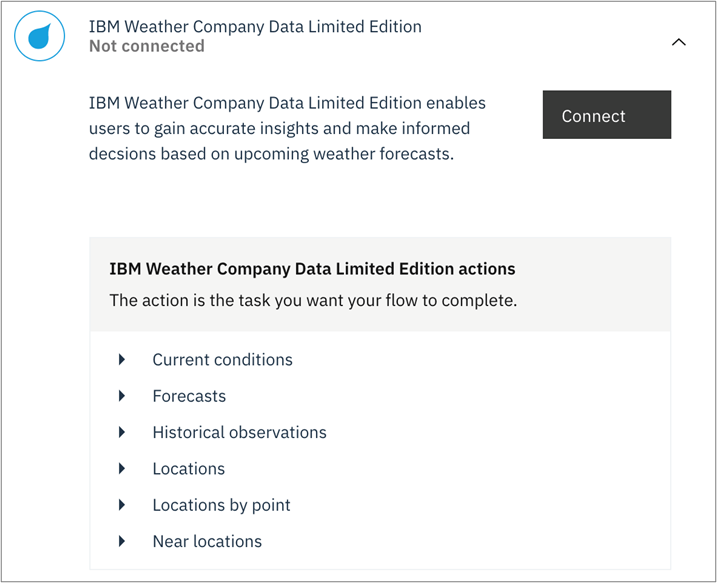 IBM Weather Company Data Limited Edition
Not connected
IBM Weather Company Data Limited Edition enables
users to gain accurate insights and make informed
decsions based on upcoming weather forecasts.
Connect
IBM Weather Company Data Limited Edition actions
The action is the task you want your flow to complete.
Current conditions
Forecasts
Historical observations
Locations
Locations by point
Near locations